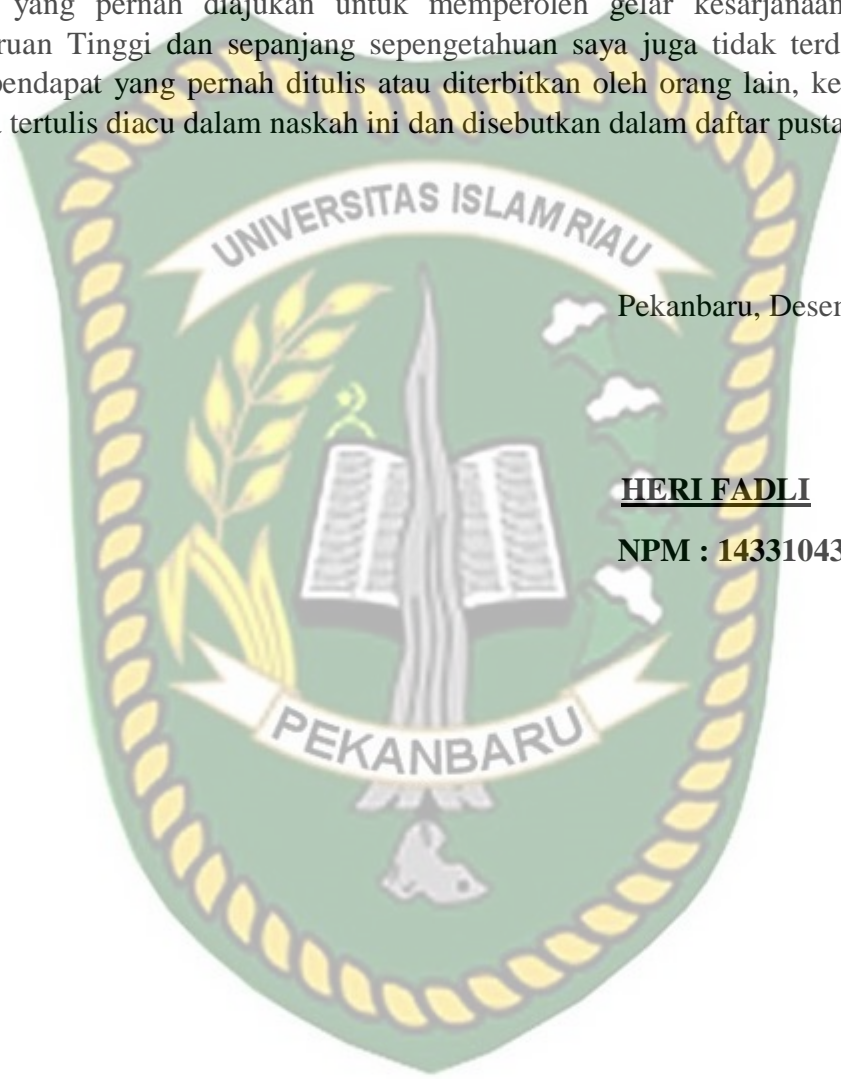 yang pernah diajukan untuk memperoleh gelar kesarjanaan
ruan Tinggi dan sepanjang sepengetahuan saya juga tidak terd
pendapat yang pernah ditulis atau diterbitkan oleh orang lain, ke
tertulis diacu dalam naskah ini dan disebutkan dalam daftar pusta
UNIVERSITAS ISLAM RIAU
Pekanbaru, Deser
HERI FADLI
NPM : 14331043
PEKANBARU